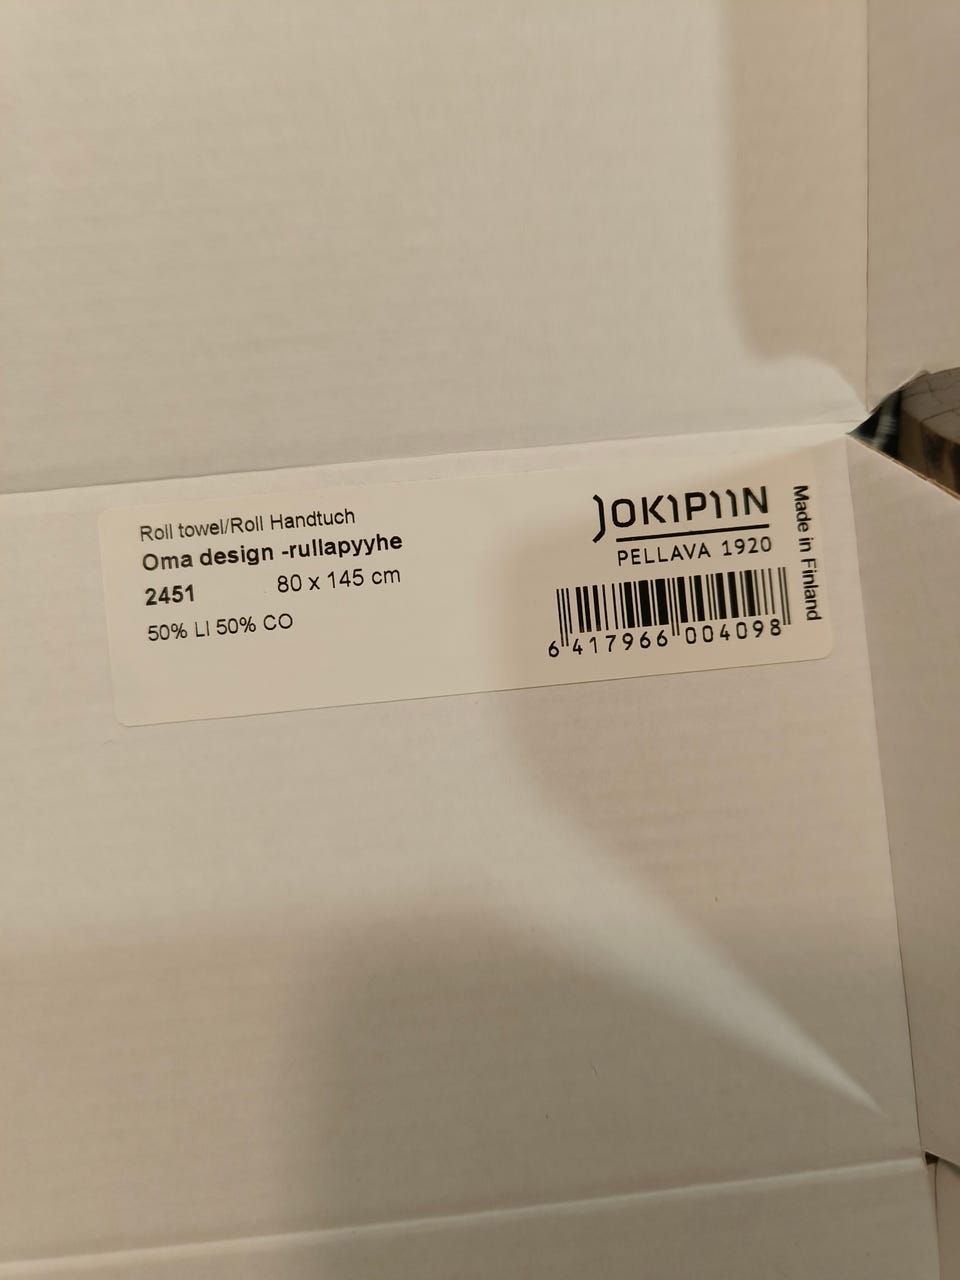 Roll towel/Roll Handtuch
Oma design -rullapyyhe
2451 80 x 145 cm
50% LI 50% CO
JOKIPIIN
PELLAVA 1920
6 417966 004098
Made in Finland